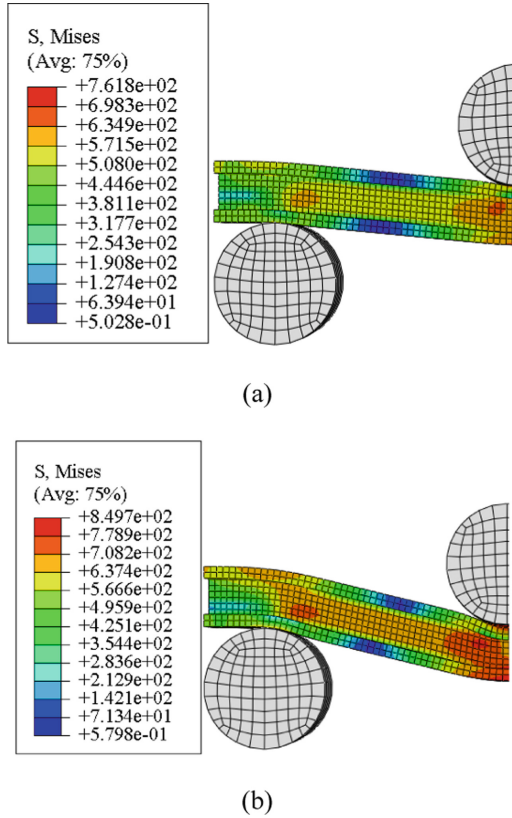 S, Mises
(Avg: 75%)
+7.618e+02
+6.983e+02
+6.349e+02
+5.715e+02
+5.080e+02
+4.446e+02
+3.811e+02
+3.177e+02
+2.543e+02
+1.908e+02
+1.274e+02
+6.394e+01
+5.028e-01
(a)
S, Mises
(Avg: 75%)
+8.497e+02
+7.789e+02
+7.082e+02
+6.374e+02
+5.666e+02
+4.959e+02
+4.251e+02
+3.544e+02
+2.836e+02
+2.129e+02
+1.421e+02
+7.134e+01
+5.798e-01
(b)